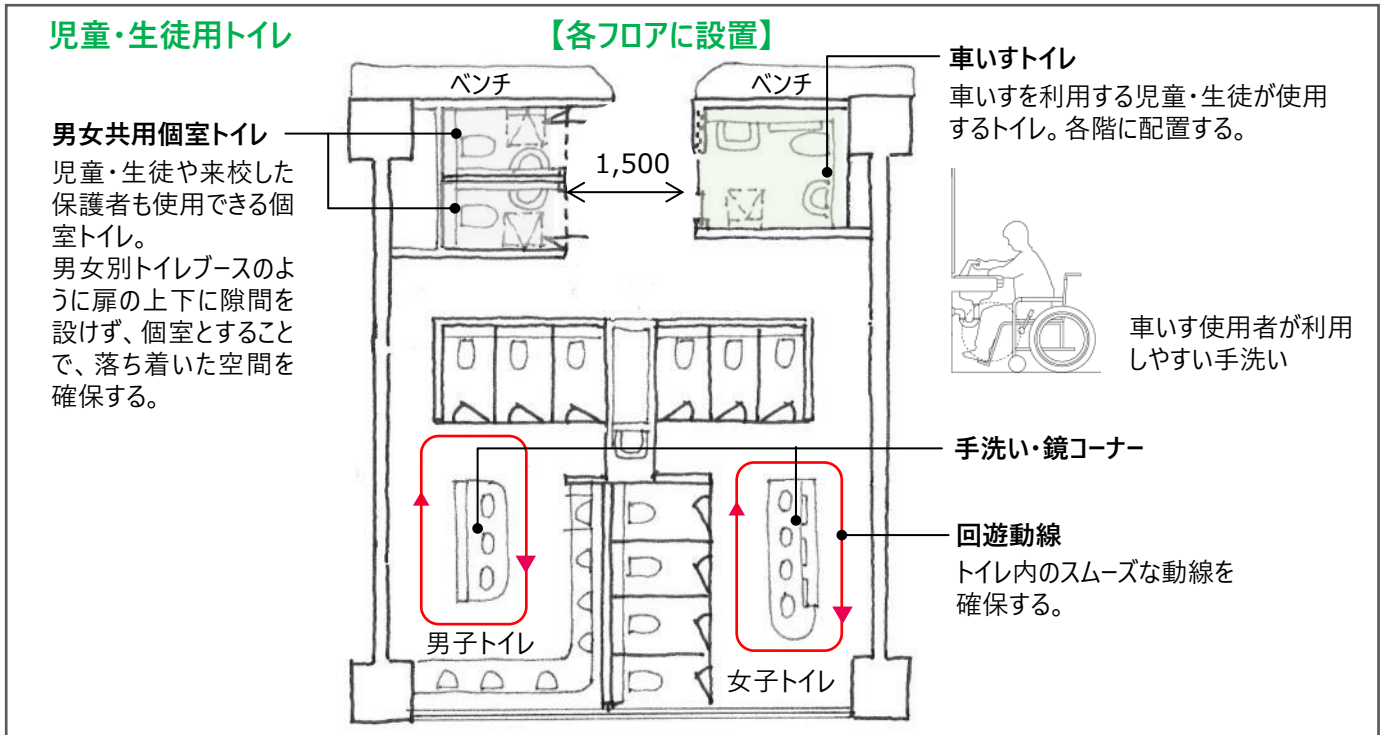 児童・生徒用トイレ
【各フロアに設置】
ベンチ
ベンチ
男女共用個室トイレ
児童・生徒や来校した
保護者も使用できる個
室トイレ。
男女別トイレブースのよ
うに扉の上下に隙間を
設けず、個室とすること
で、落ち着いた空間を
確保する。
1,500
車いすトイレ
車いすを利用する児童・生徒が使用
するトイレ。各階に配置する。
車いす使用者が利用
しやすい手洗い
手洗い・鏡コーナー
回遊動線
トイレ内のスムーズな動線を
確保する。
男子トイレ
女子トイレ